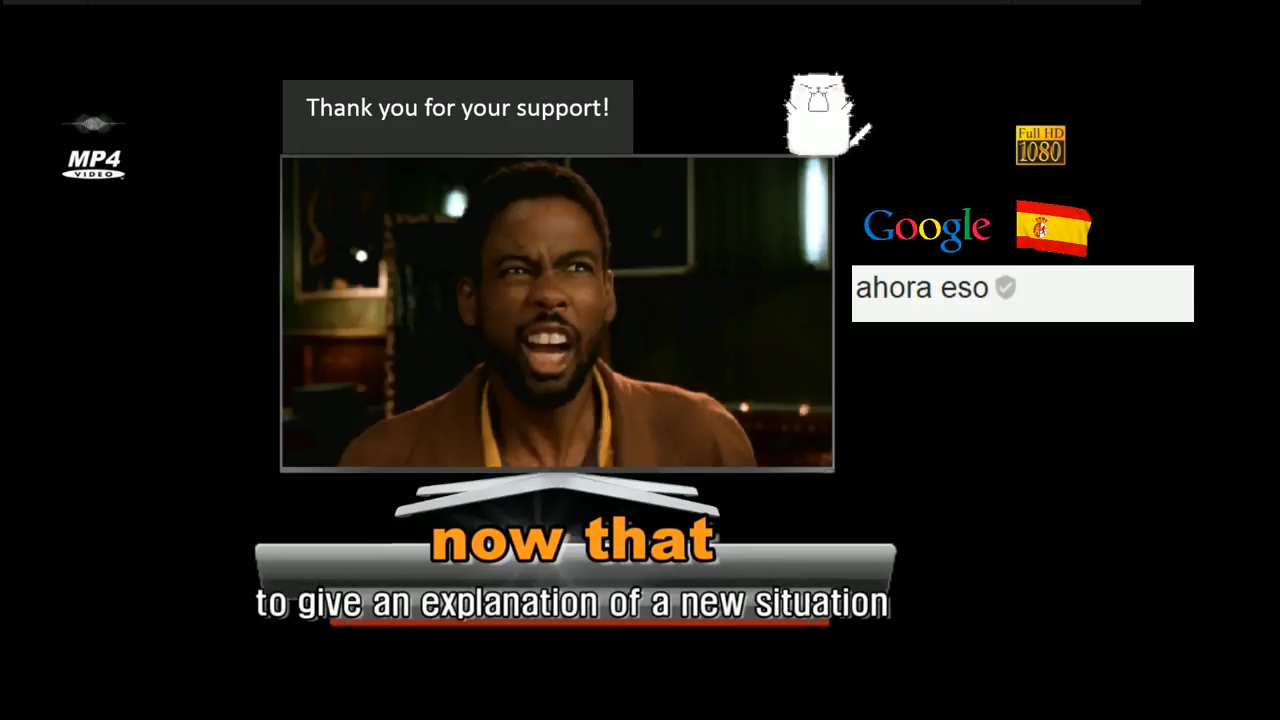 Thank you for your support!
MP4
VIDEO
Full HD
1080
Google
ahora eso
now that
to give an explanation of a new situation